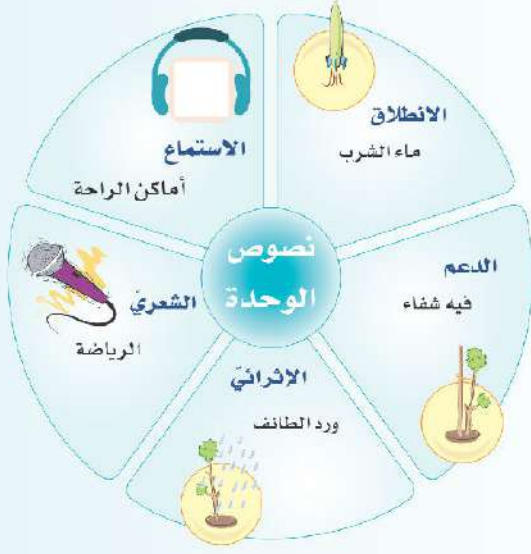 نصوص
الوحدة
الانطلاق
ماء الشرب
الدعم
فيه شفاء
الإثرائيّ
ورد الطائف
الشعريّ
الرياضة
الاستماع
أماكن الراحة